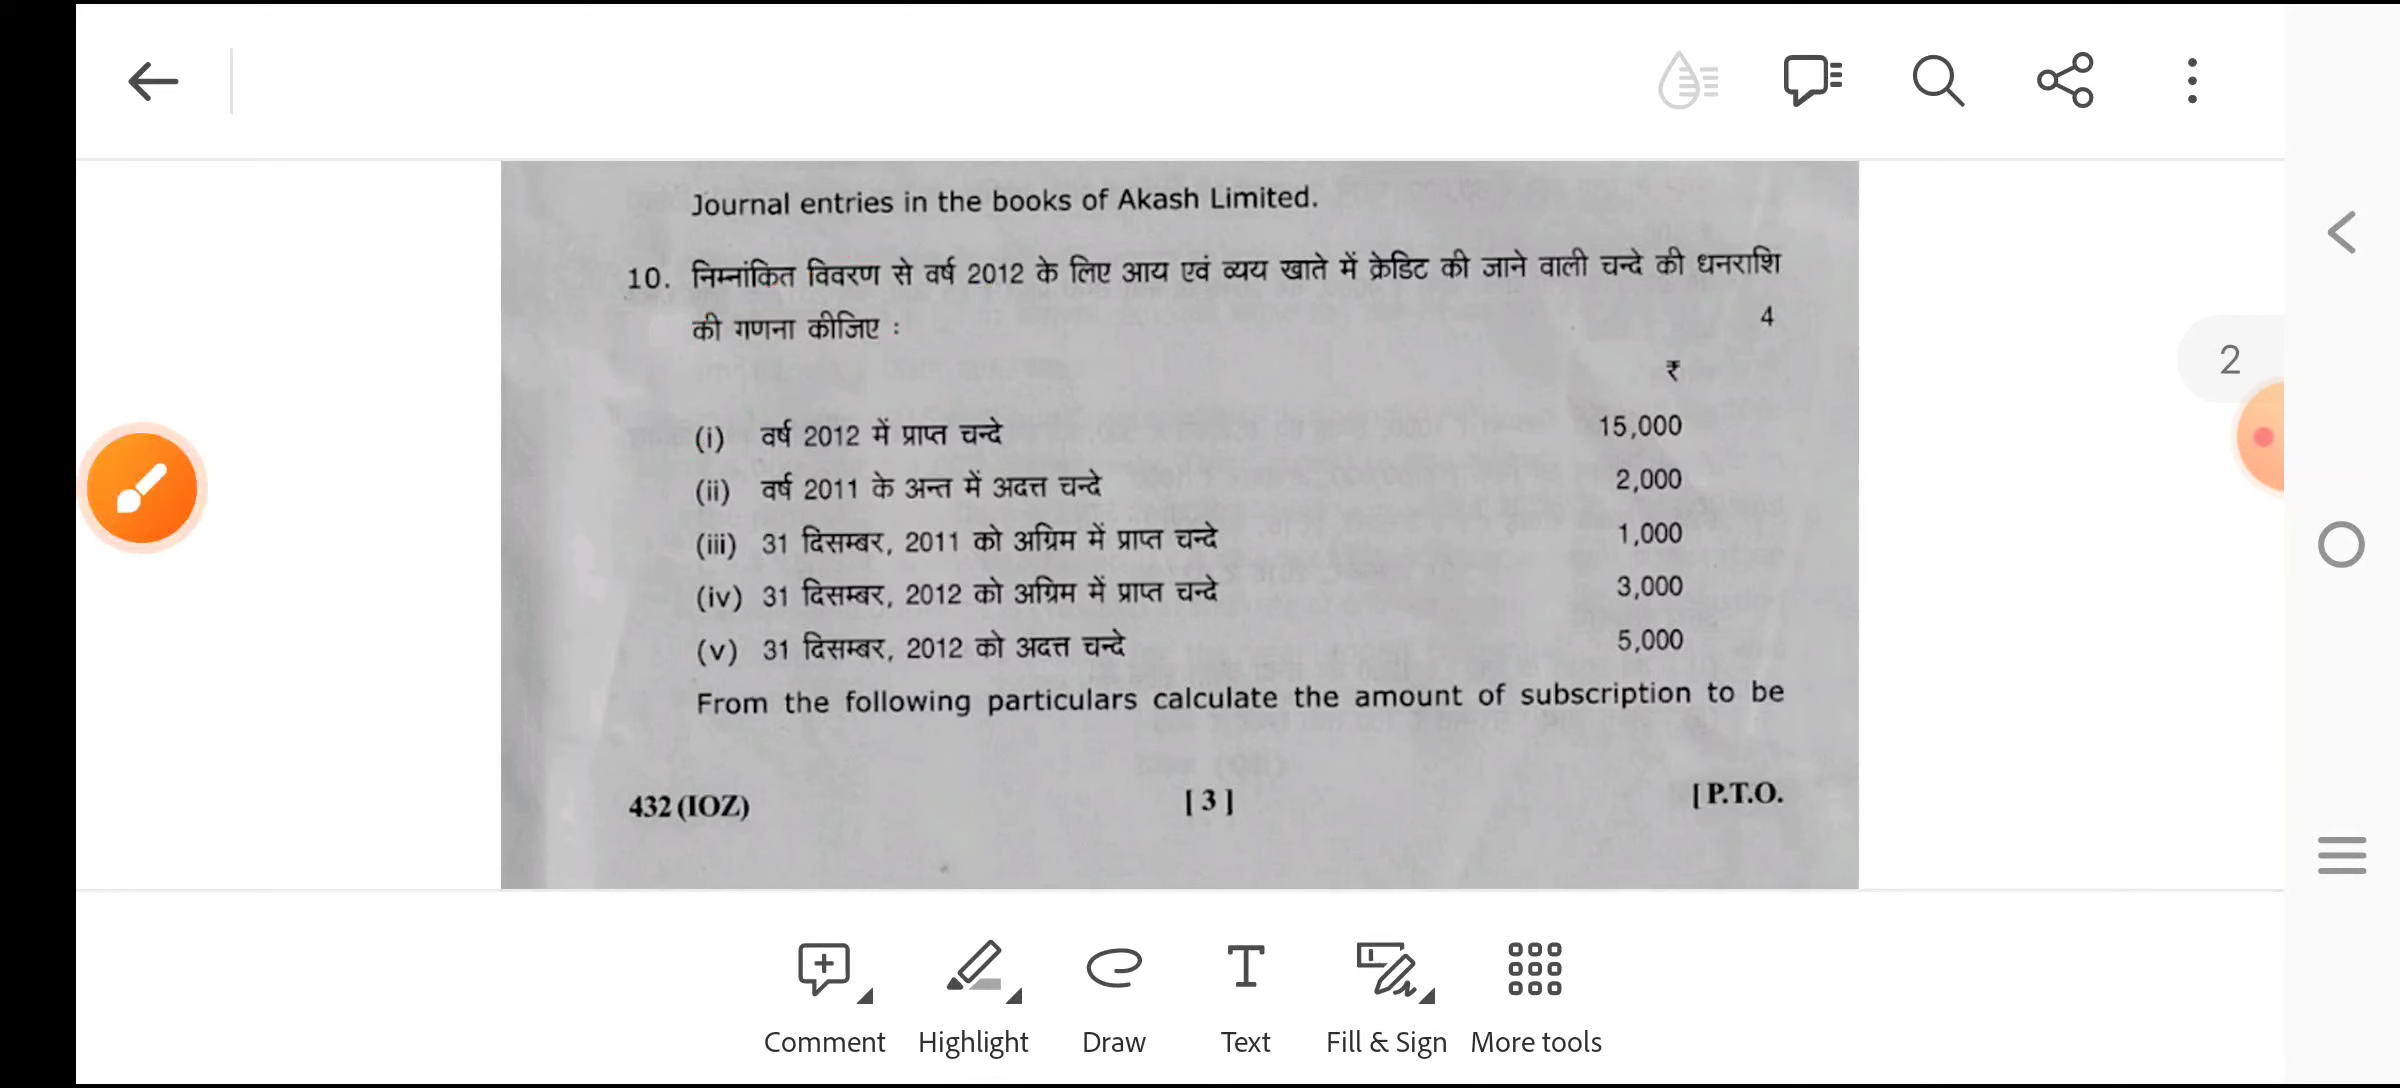 Journal entries in the books of Akash Limited.
10. निम्नांकित विवरण से वर्ष 2012 के लिए आय एवं व्यय खाते में क्रेडिट की जाने वाली चन्दे की धनराशि
की गणना कीजिए : 4
₹
2
(i) वर्ष 2012 में प्राप्त चन्दे 15,000
(ii) वर्ष 2011 के अन्त में अदत्त चन्दे 2,000
(iii) 31 दिसम्बर, 2011 को अग्रिम में प्राप्त चन्दे 1,000
(iv) 31 दिसम्बर, 2012 को अग्रिम में प्राप्त चन्दे 3,000
(v) 31 दिसम्बर, 2012 को अदत्त चन्दे 5,000
From the following particulars calculate the amount of subscription to be
432 (IOZ) [ 3 ] [ P.T.O.
Comment Highlight Draw Text Fill & Sign More tools